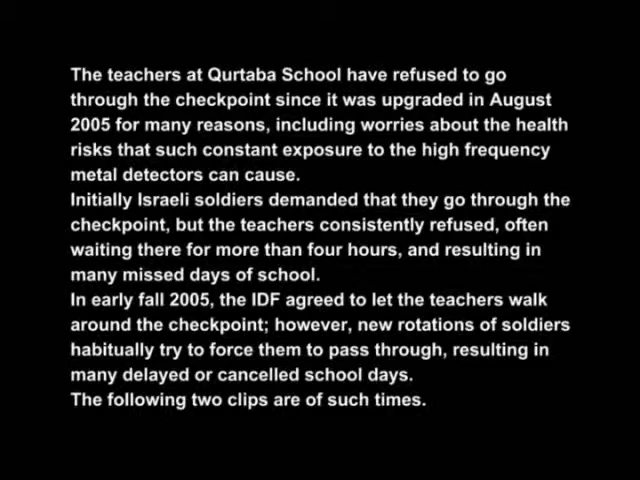 The teachers at Qurtaba School have refused to go
through the checkpoint since it was upgraded in August
2005 for many reasons, including worries about the health
risks that such constant exposure to the high frequency
metal detectors can cause.
Initially Israeli soldiers demanded that they go through the
checkpoint, but the teachers consistently refused, often
waiting there for more than four hours, and resulting in
many missed days of school.
In early fall 2005, the IDF agreed to let the teachers walk
around the checkpoint; however, new rotations of soldiers
habitually try to force them to pass through, resulting in
many delayed or cancelled school days.
The following two clips are of such times.